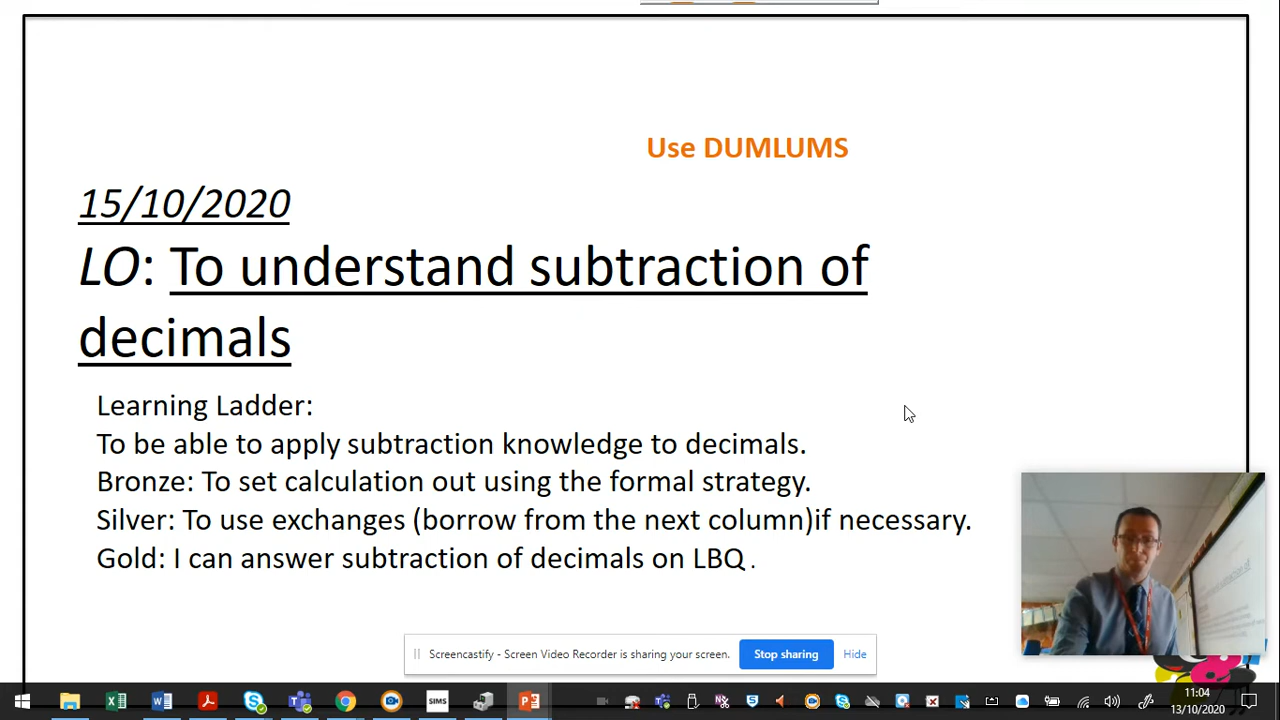 Use DUMLUMS
15/10/2020
LO: To understand subtraction of
decimals
Learning Ladder:
To be able to apply subtraction knowledge to decimals.
Bronze: To set calculation out using the formal strategy.
Silver: To use exchanges (borrow from the next column)if necessary.
Gold: I can answer subtraction of decimals on LBQ .
Screencastify - Screen Video Recorder is sharing your screen.
Stop sharing
Hide
SIMS
11:04
13/10/2020